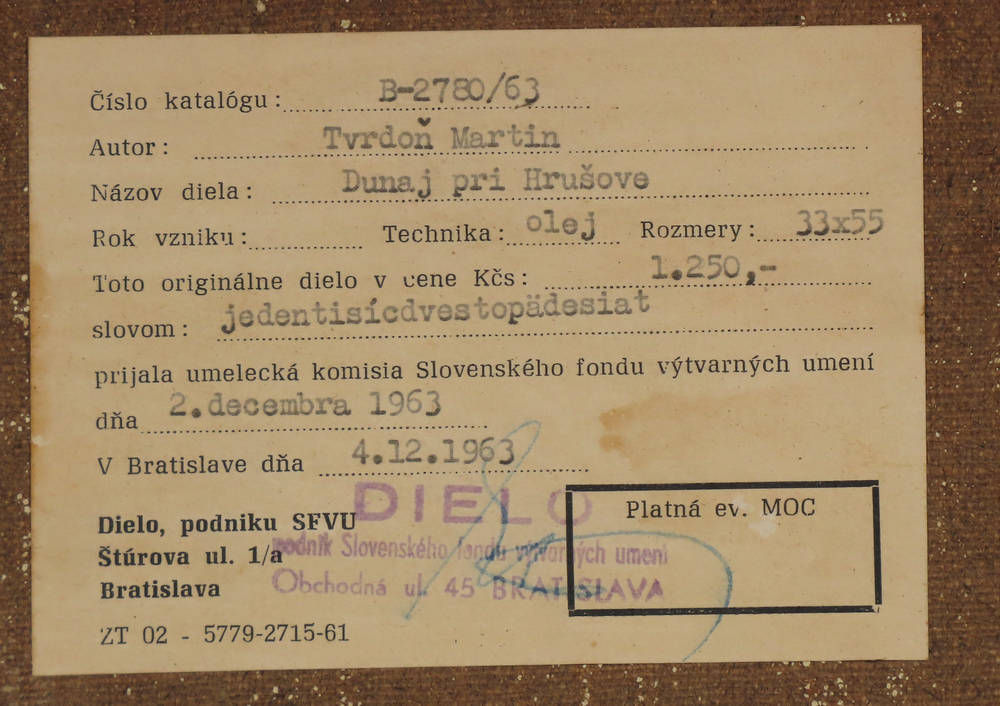 Číslo katalógu: B-2780/63
Autor: Tvrdoň Martin
Názov diela: Dunaj pri Hrušove
Rok vzniku: Technika: olej Rozmery: 33x55
Toto originálne dielo v cene Kčs: 1.250,-
slovom: jedentisícdvestopädesiat
prijala umelecká komisia Slovenského fondu výtvarných umení
dňa 2.decembra 1963
V Bratislave dňa 4.12.1963
DIELO
podnik Slovenského fondu výtvarných umení
Obchodná ul. 45 BRATISLAVA
Platná ev. MOC
Dielo, podniku SFVU
Štúrova ul. 1/a
Bratislava
ZT 02 - 5779-2715-61